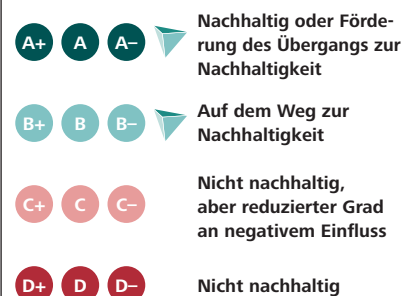 A+ A A– Nachhaltig oder Förde-
rung des Übergangs zur
Nachhaltigkeit
B+ B B– Auf dem Weg zur
Nachhaltigkeit
C+ C C– Nicht nachhaltig,
aber reduzierter Grad
an negativem Einfluss
D+ D D– Nicht nachhaltig